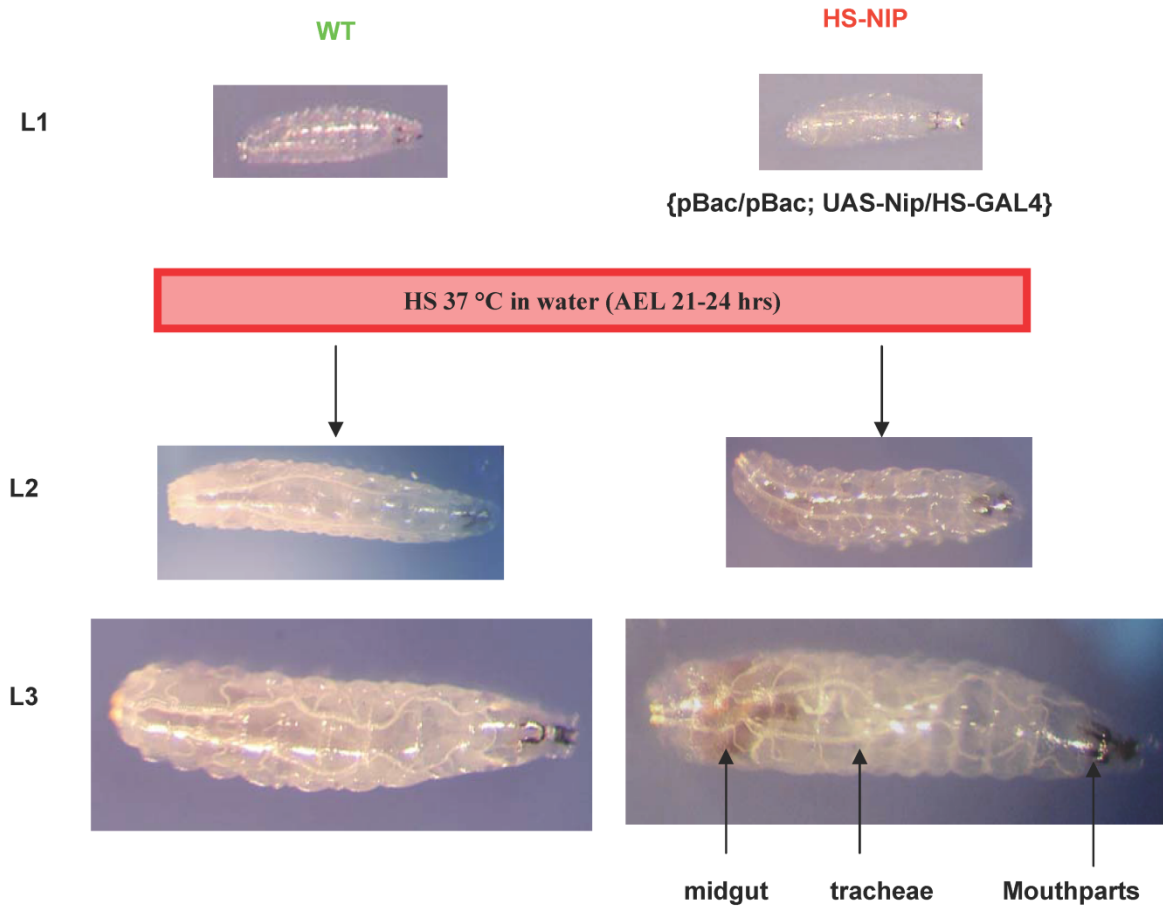 WT
HS-NIP
L1
{pBac/pBac; UAS-Nip/HS-GAL4}
HS 37 °C in water (AEL 21-24 hrs)
L2
L3
midgut
tracheae
Mouthparts